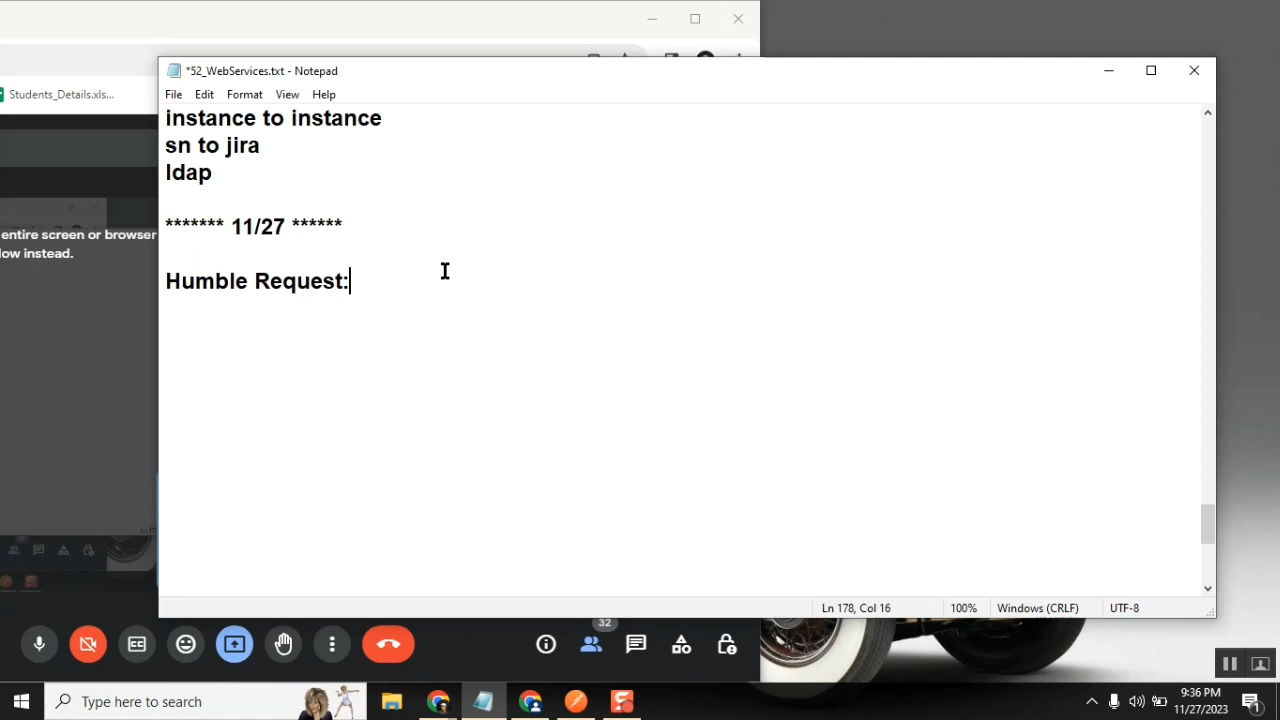 Students_Details.xls...
*52_WebServices.txt - Notepad
File Edit Format View Help
instance to instance
sn to jira
ldap
******* 11/27 ******
Humble Request:
entire screen or browser
low instead.
Ln 178, Col 16 100% Windows (CRLF) UTF-8
32
Type here to search
9:36 PM
11/27/2023
1